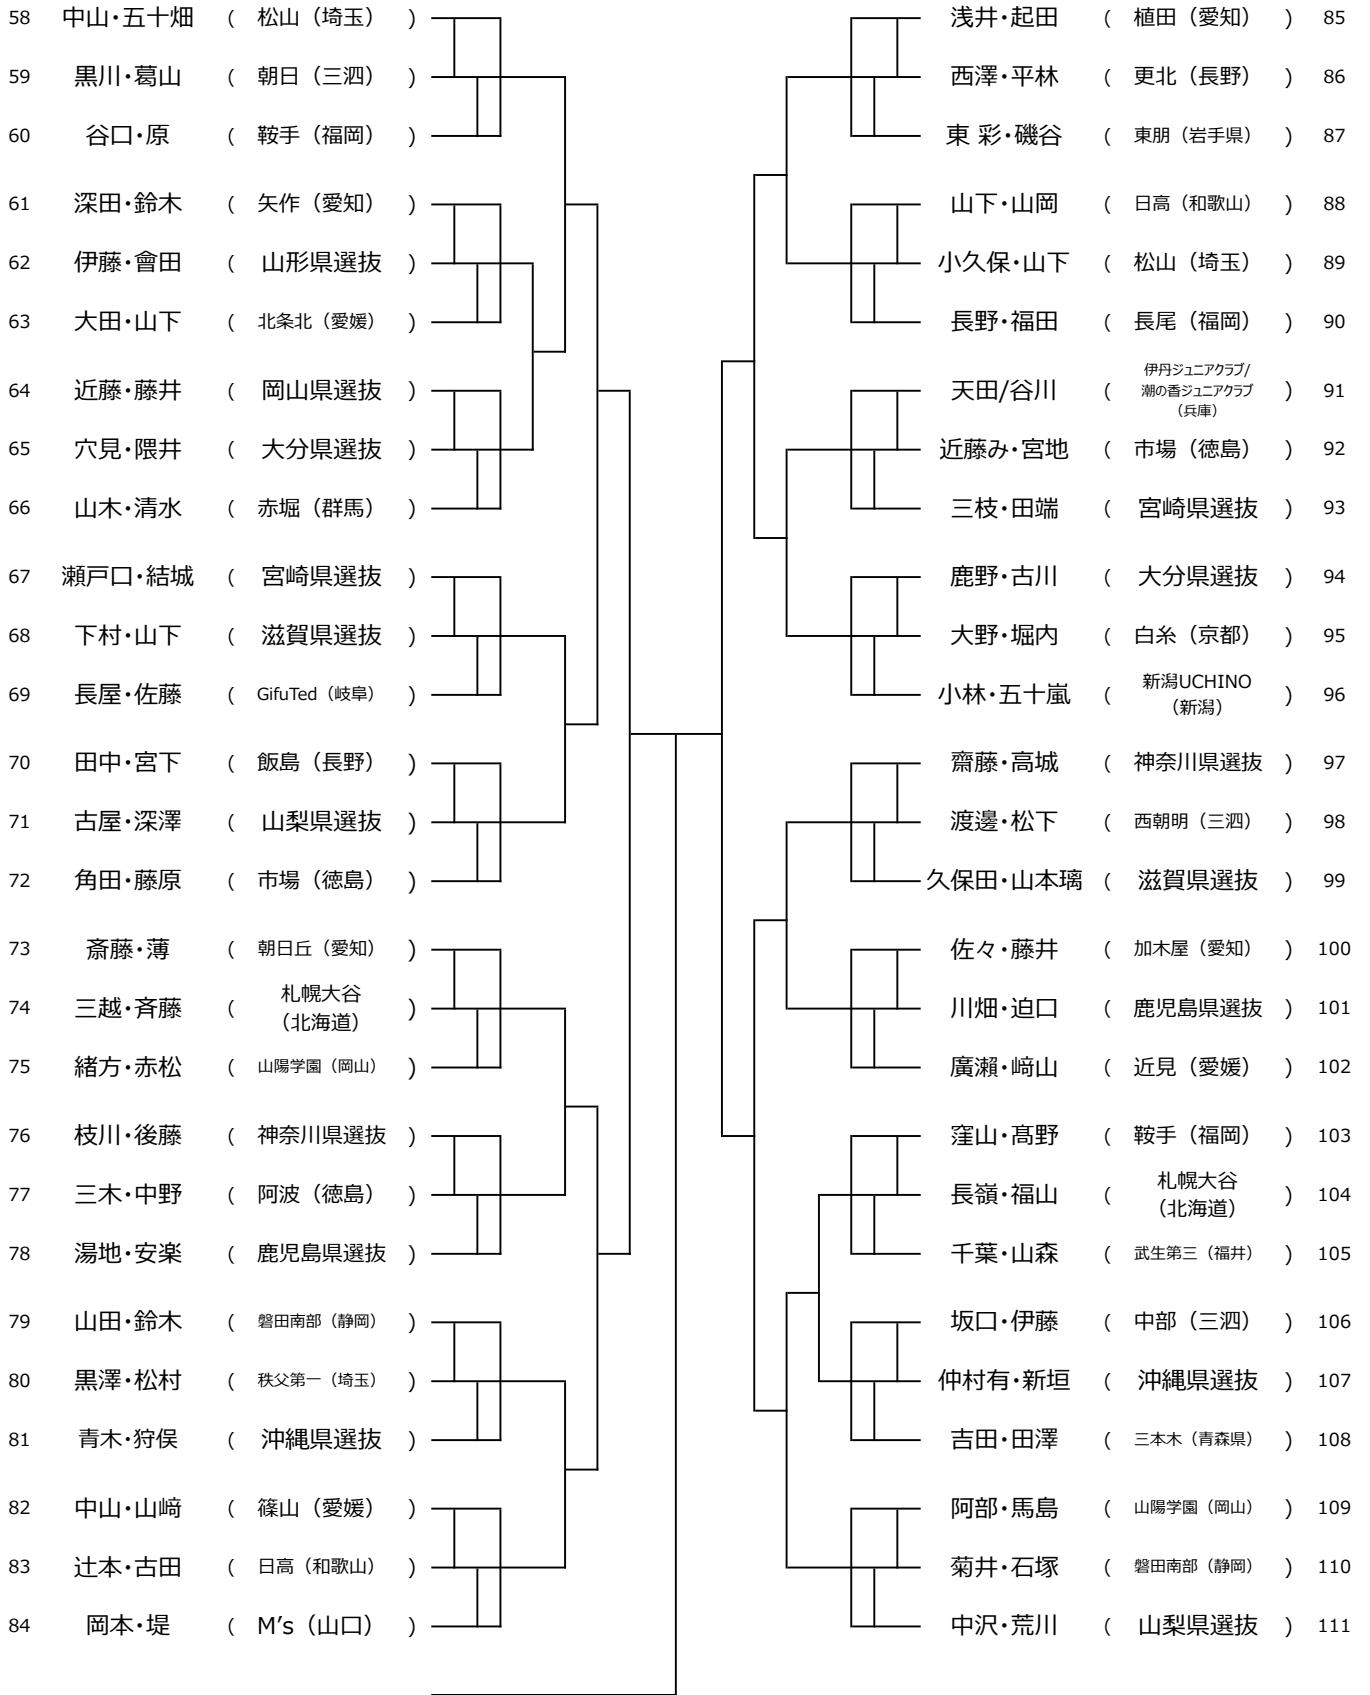 58 中山・五十畑 ( 松山（埼玉） )
59 黒川・葛山 ( 朝日（三泗） )
60 谷口・原 ( 鞍手（福岡） )
61 深田・鈴木 ( 矢作（愛知） )
62 伊藤・會田 ( 山形県選抜 )
63 大田・山下 ( 北条北（愛媛） )
64 近藤・藤井 ( 岡山県選抜 )
65 穴見・隈井 ( 大分県選抜 )
66 山木・清水 ( 赤堀（群馬） )
67 瀬戸口・結城 ( 宮崎県選抜 )
68 下村・山下 ( 滋賀県選抜 )
69 長屋・佐藤 ( GifuTed（岐阜） )
70 田中・宮下 ( 飯島（長野） )
71 古屋・深澤 ( 山梨県選抜 )
72 角田・藤原 ( 市場（徳島） )
73 斎藤・薄 ( 朝日丘（愛知） )
74 三越・斉藤 ( 札幌大谷
（北海道） )
75 緒方・赤松 ( 山陽学園（岡山） )
76 枝川・後藤 ( 神奈川県選抜 )
77 三木・中野 ( 阿波（徳島） )
78 湯地・安楽 ( 鹿児島県選抜 )
79 山田・鈴木 ( 磐田南部（静岡） )
80 黒澤・松村 ( 秩父第一（埼玉） )
81 青木・狩俣 ( 沖縄県選抜 )
82 中山・山﨑 ( 篠山（愛媛） )
83 辻本・古田 ( 日高（和歌山） )
84 岡本・堤 ( M’s（山口） )
浅井・起田 ( 植田（愛知） ) 85
西澤・平林 ( 更北（長野） ) 86
東 彩・磯谷 ( 東朋（岩手県） ) 87
山下・山岡 ( 日高（和歌山） ) 88
小久保・山下 ( 松山（埼玉） ) 89
長野・福田 ( 長尾（福岡） ) 90
天田/谷川 ( 伊丹ジュニアクラブ/
潮の香ジュニアクラブ
（兵庫） ) 91
近藤み・宮地 ( 市場（徳島） ) 92
三枝・田端 ( 宮崎県選抜 ) 93
鹿野・古川 ( 大分県選抜 ) 94
大野・堀内 ( 白糸（京都） ) 95
小林・五十嵐 ( 新潟UCHINO
（新潟） ) 96
齋藤・高城 ( 神奈川県選抜 ) 97
渡邊・松下 ( 西朝明（三泗） ) 98
久保田・山本璃 ( 滋賀県選抜 ) 99
佐々・藤井 ( 加木屋（愛知） ) 100
川畑・迫口 ( 鹿児島県選抜 ) 101
廣瀬・﨑山 ( 近見（愛媛） ) 102
窪山・髙野 ( 鞍手（福岡） ) 103
長嶺・福山 ( 札幌大谷
（北海道） ) 104
千葉・山森 ( 武生第三（福井） ) 105
坂口・伊藤 ( 中部（三泗） ) 106
仲村有・新垣 ( 沖縄県選抜 ) 107
吉田・田澤 ( 三本木（青森県） ) 108
阿部・馬島 ( 山陽学園（岡山） ) 109
菊井・石塚 ( 磐田南部（静岡） ) 110
中沢・荒川 ( 山梨県選抜 ) 111